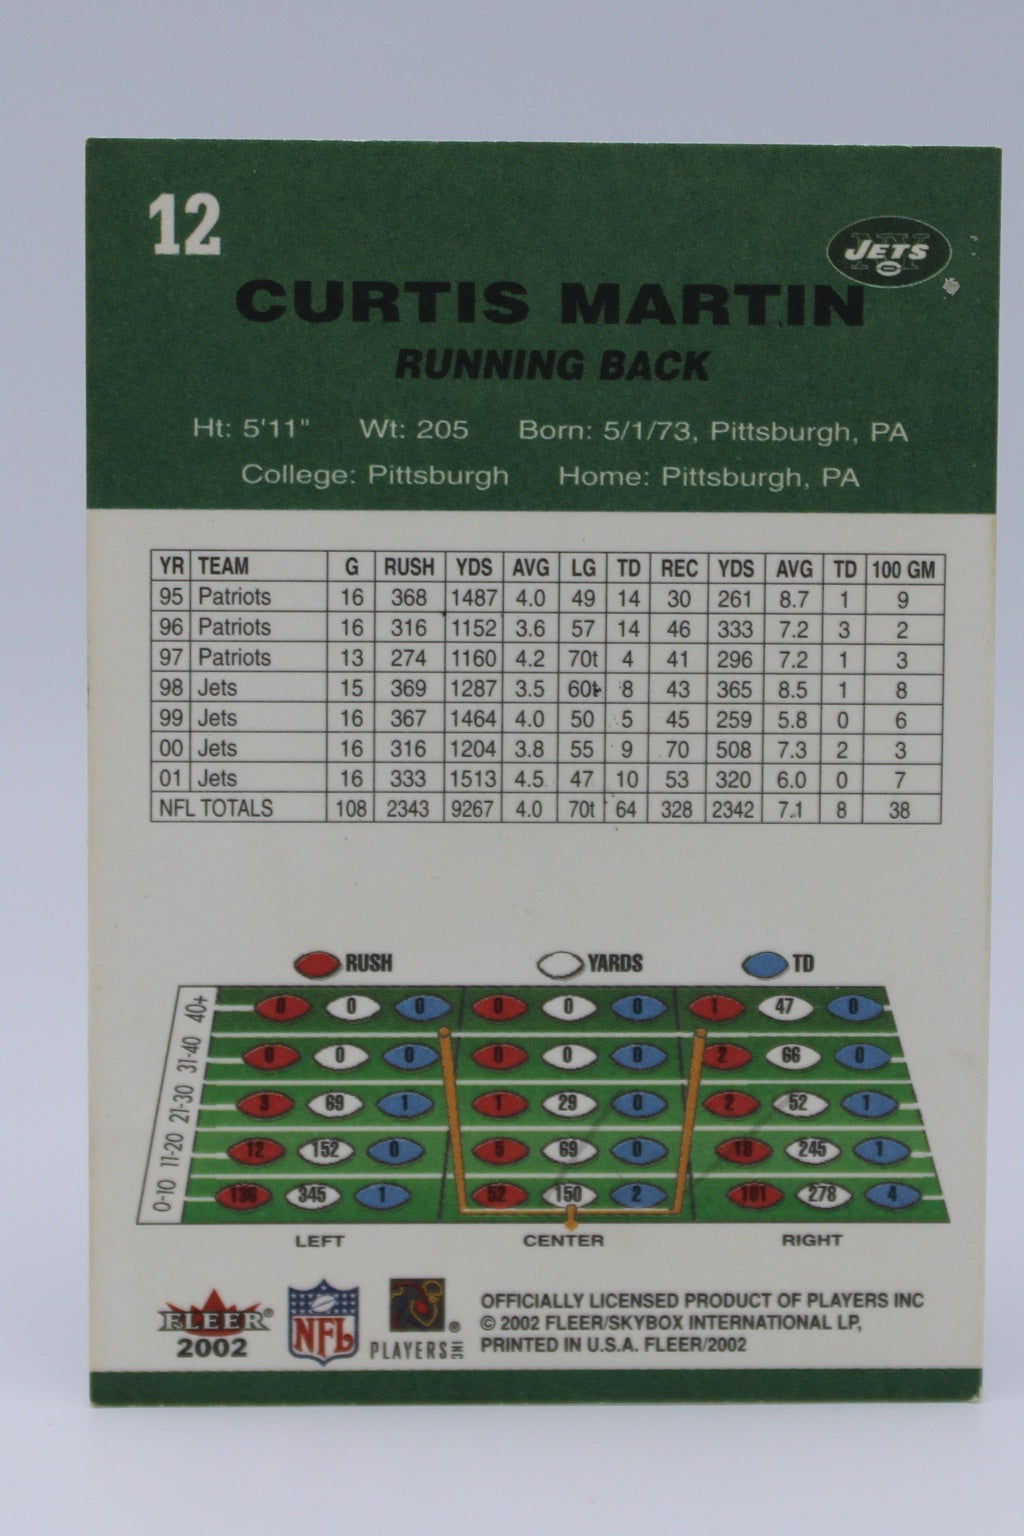 12
JETS
CURTIS MARTIN
RUNNING BACK
Ht: 5'11" Wt: 205 Born: 5/1/73, Pittsburgh, PA
College: Pittsburgh Home: Pittsburgh, PA
YR TEAM G RUSH YDS AVG LG TD REC YDS AVG TD 100 GM
95 Patriots 16 368 1487 4.0 49 14 30 261 8.7 1 9
96 Patriots 16 316 1152 3.6 57 14 46 333 7.2 3 2
97 Patriots 13 274 1160 4.2 70t 4 41 296 7.2 1 3
98 Jets 15 369 1287 3.5 60t 8 43 365 8.5 1 8
99 Jets 16 367 1464 4.0 50 5 45 259 5.8 0 6
00 Jets 16 316 1204 3.8 55 9 70 508 7.3 2 3
01 Jets 16 333 1513 4.5 47 10 53 320 6.0 0 7
NFL TOTALS 108 2343 9267 4.0 70t 64 328 2342 7.1 8 38
RUSH YARDS TD
40+ 0 0 0 0 0 0 1 47 0
31-40 0 0 0 0 0 0 2 66 0
21-30 3 69 1 1 29 0 2 52 1
11-20 12 152 0 5 69 0 18 245 1
0-10 136 345 1 52 150 2 101 278 4
LEFT CENTER RIGHT
FLEER®
2002
NFL
PLAYERS INC ®
OFFICIALLY LICENSED PRODUCT OF PLAYERS INC
© 2002 FLEER/SKYBOX INTERNATIONAL LP,
PRINTED IN U.S.A. FLEER/2002